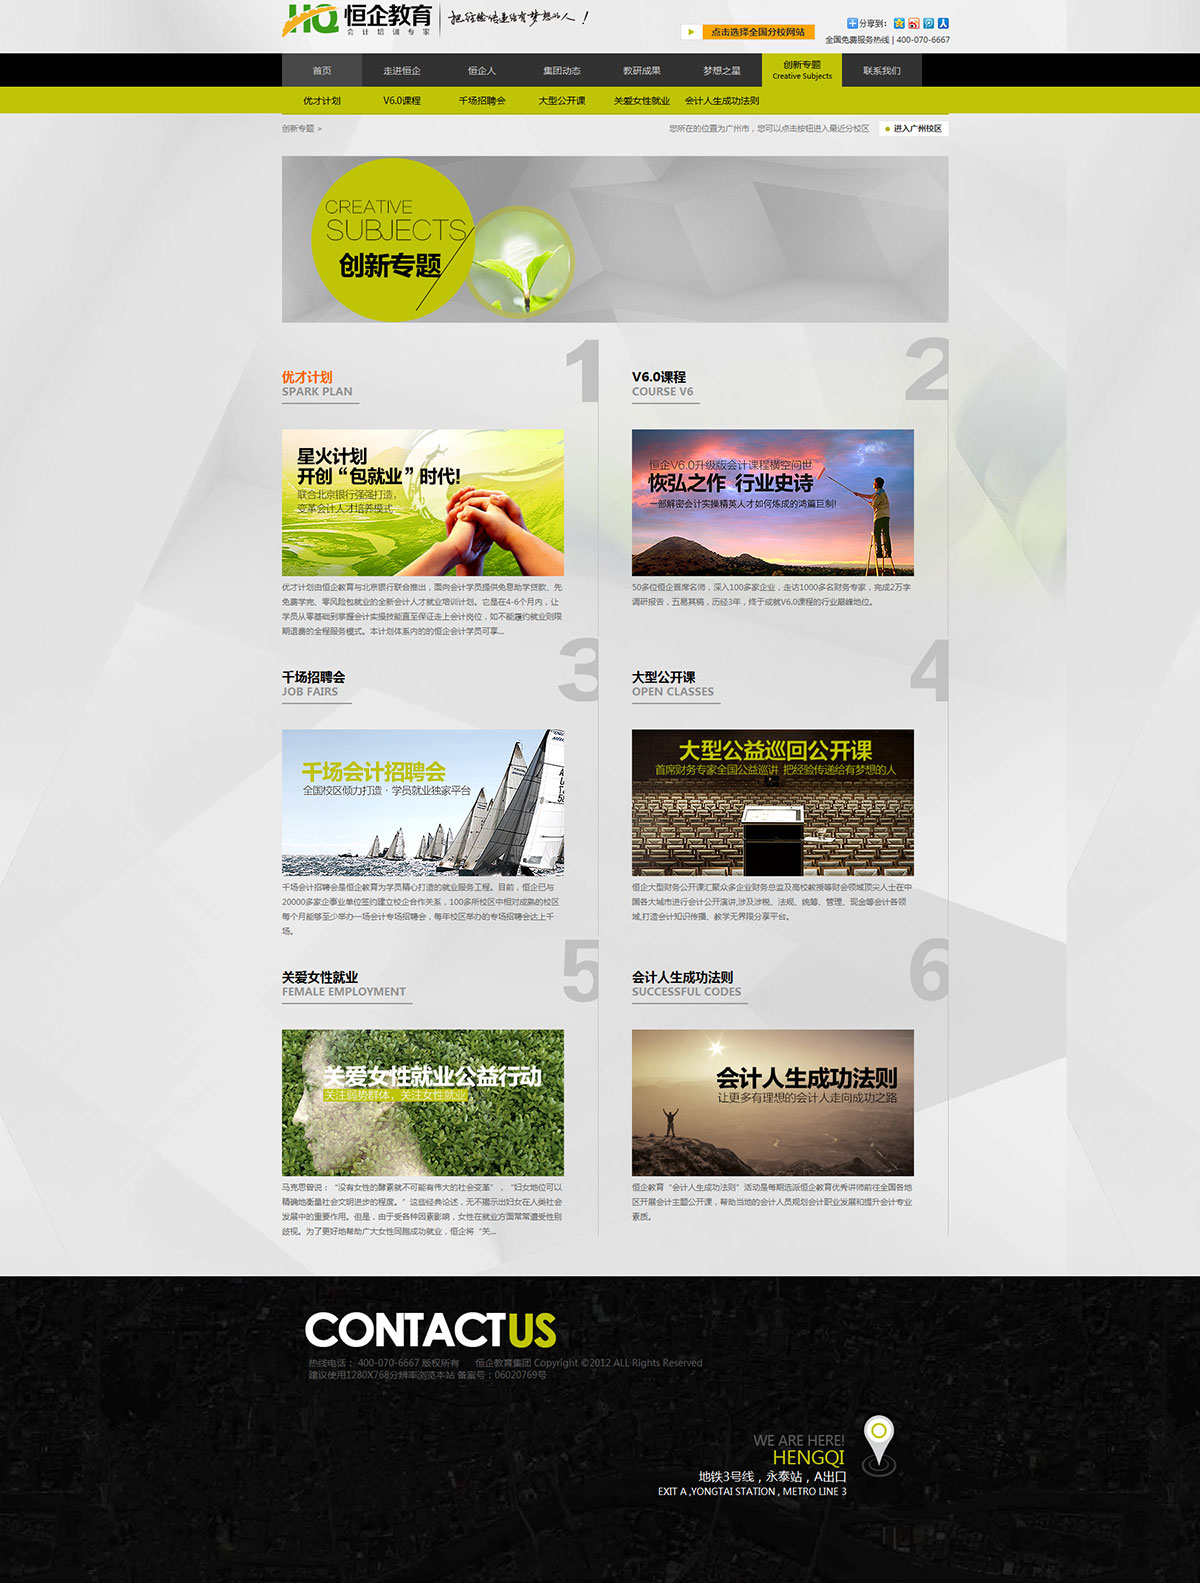 HQ 恒企教育
会计培训专家
把经验传递给有梦想的人！
点击选择全国分校网站
分享到：
全国免费服务热线 | 400-070-6667
首页 走进恒企 恒企人 集团动态 教研成果 梦想之星 创新专题 联系我们
Creative Subjects
优才计划 V6.0课程 千场招聘会 大型公开课 关爱女性就业 会计人生成功法则
创新专题 >
您所在的位置为广州市，您可以点击按钮进入最近分校区
进入广州校区
CREATIVE
SUBJECTS
创新专题
1
优才计划
SPARK PLAN
星火计划
开创“包就业”时代!
联合北京银行强强打造，
变革会计人才培养模式
优才计划由恒企教育与北京银行联合推出，面向会计学员提供免息助学贷款、先
免费学完、零风险包就业的全新会计人才就业培训计划。它是在4-6个月内，让
学员从零基础到掌握会计实操技能直至保证走上会计岗位，如不能履约就业则限
期退费的全程服务模式。本计划体系内的的恒企会计学员可享...
2
V6.0课程
COURSE V6
恒企V6.0升级版会计课程横空问世
恢弘之作 行业史诗
一部解密会计实操精英人才如何炼成的鸿篇巨制!
50多位恒企首席名师，深入100多家企业，走访1000多名财务专家，完成2万字
调研报告，五易其稿，历经3年，终于成就V6.0课程的行业巅峰地位。
3
千场招聘会
JOB FAIRS
千场会计招聘会
全国校区倾力打造 · 学员就业独家平台
千场会计招聘会是恒企教育为学员精心打造的就业服务工程。目前，恒企已与
20000多家企事业单位签约建立校企合作关系，100多所校区中相对成熟的校区
每个月能够至少举办一场会计专场招聘会，每年校区举办的专场招聘会达上千
场。
4
大型公开课
OPEN CLASSES
大型公益巡回公开课
首席财务专家全国公益巡讲 把经验传递给有梦想的人
恒企大型财务公开课汇聚众多企业财务总监及高校教授等财会领域顶尖人士在中
国各大城市进行会计公开演讲,涉及涉税、法规、统筹、管理、现金等会计各领
域,打造会计知识传播、教学无界限分享平台。
5
关爱女性就业
FEMALE EMPLOYMENT
关爱女性就业公益行动
关注弱势群体，关注女性就业
马克思曾说：“没有女性的酵素就不可能有伟大的社会变革”，“妇女地位可以
精确地衡量社会文明进步的程度。”这些经典论述，无不揭示出妇女在人类社会
发展中的重要作用。但是，由于受各种因素影响，女性在就业方面常常遭受性别
歧视。为了更好地帮助广大女性同胞成功就业，恒企将“关...
6
会计人生成功法则
SUCCESSFUL CODES
会计人生成功法则
让更多有理想的会计人走向成功之路
恒企教育“会计人生成功法则”活动是每期选派恒企教育优秀讲师前往全国各地
区开展会计主题公开课，帮助当地的会计人员规划会计职业发展和提升会计专业
素质。
CONTACTUS
热线电话： 400-070-6667 版权所有 恒企教育集团 Copyright ©2012 ALL Rights Reserved
建议使用1280X768分辨率浏览本站 备案号：06020769号
WE ARE HERE!
HENGQI
地铁3号线，永泰站，A出口
EXIT A ,YONGTAI STATION , METRO LINE 3